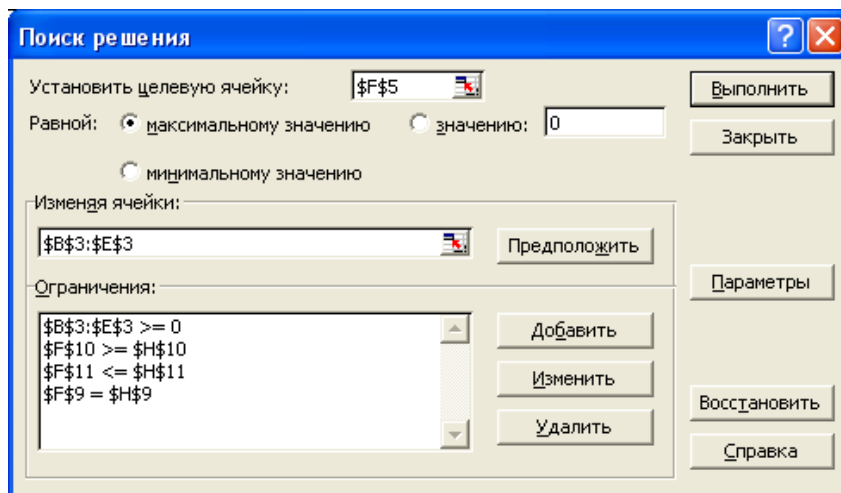 Поиск решения
Установить целевую ячейку: $F$5
Выполнить
Равной: максимальному значению значению: 0
Закрыть
минимальному значению
Изменяя ячейки:
$B$3:$E$3 Предположить
Параметры
Ограничения:
$B$3:$E$3 >= 0
$F$10 >= $H$10
$F$11 <= $H$11
$F$9 = $H$9
Добавить
Изменить
Удалить
Восстановить
Справка